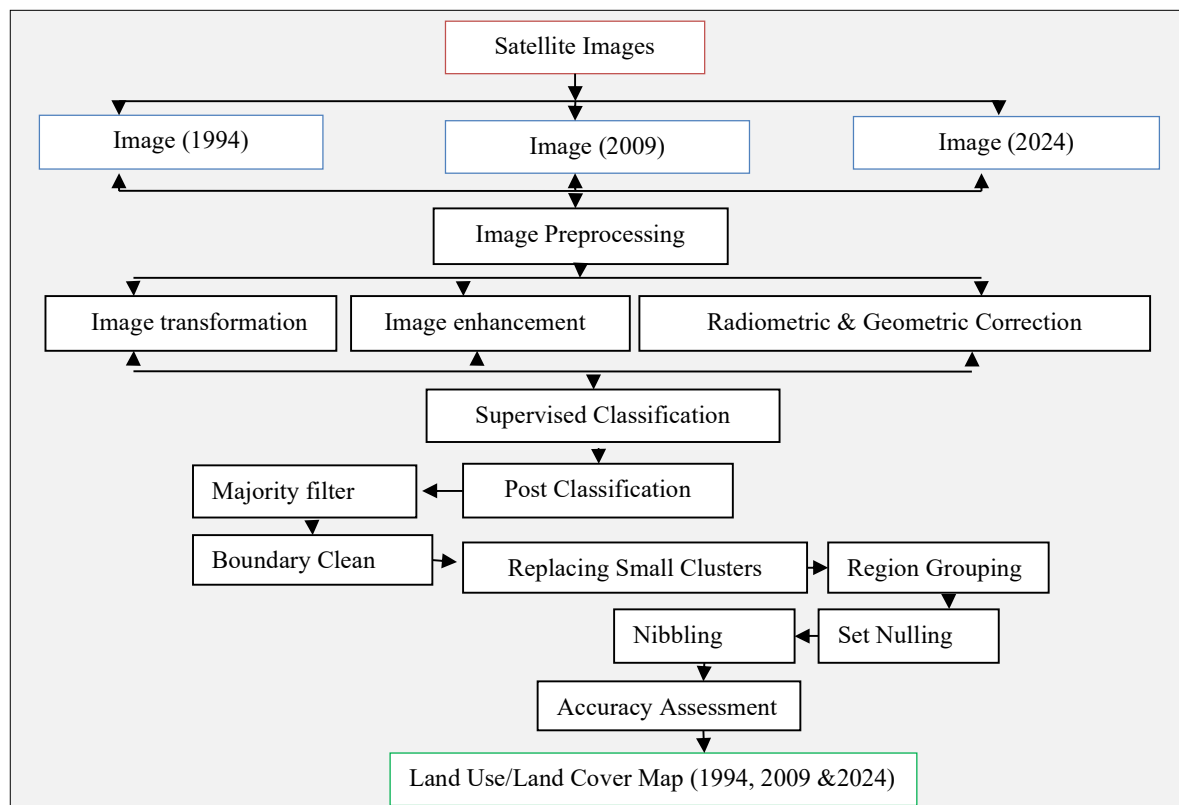 Satellite Images
Image (1994)
Image (2009)
Image (2024)
Image Preprocessing
Image transformation
Image enhancement
Radiometric & Geometric Correction
Supervised Classification
Majority filter
Post Classification
Boundary Clean
Replacing Small Clusters
Region Grouping
Nibbling
Set Nulling
Accuracy Assessment
Land Use/Land Cover Map (1994, 2009 &2024)